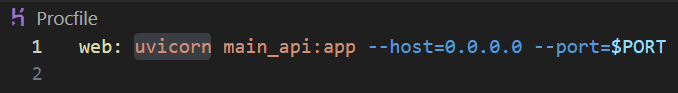 Procfile
1 web: uvicorn main_api:app --host=0.0.0.0 --port=$PORT
2